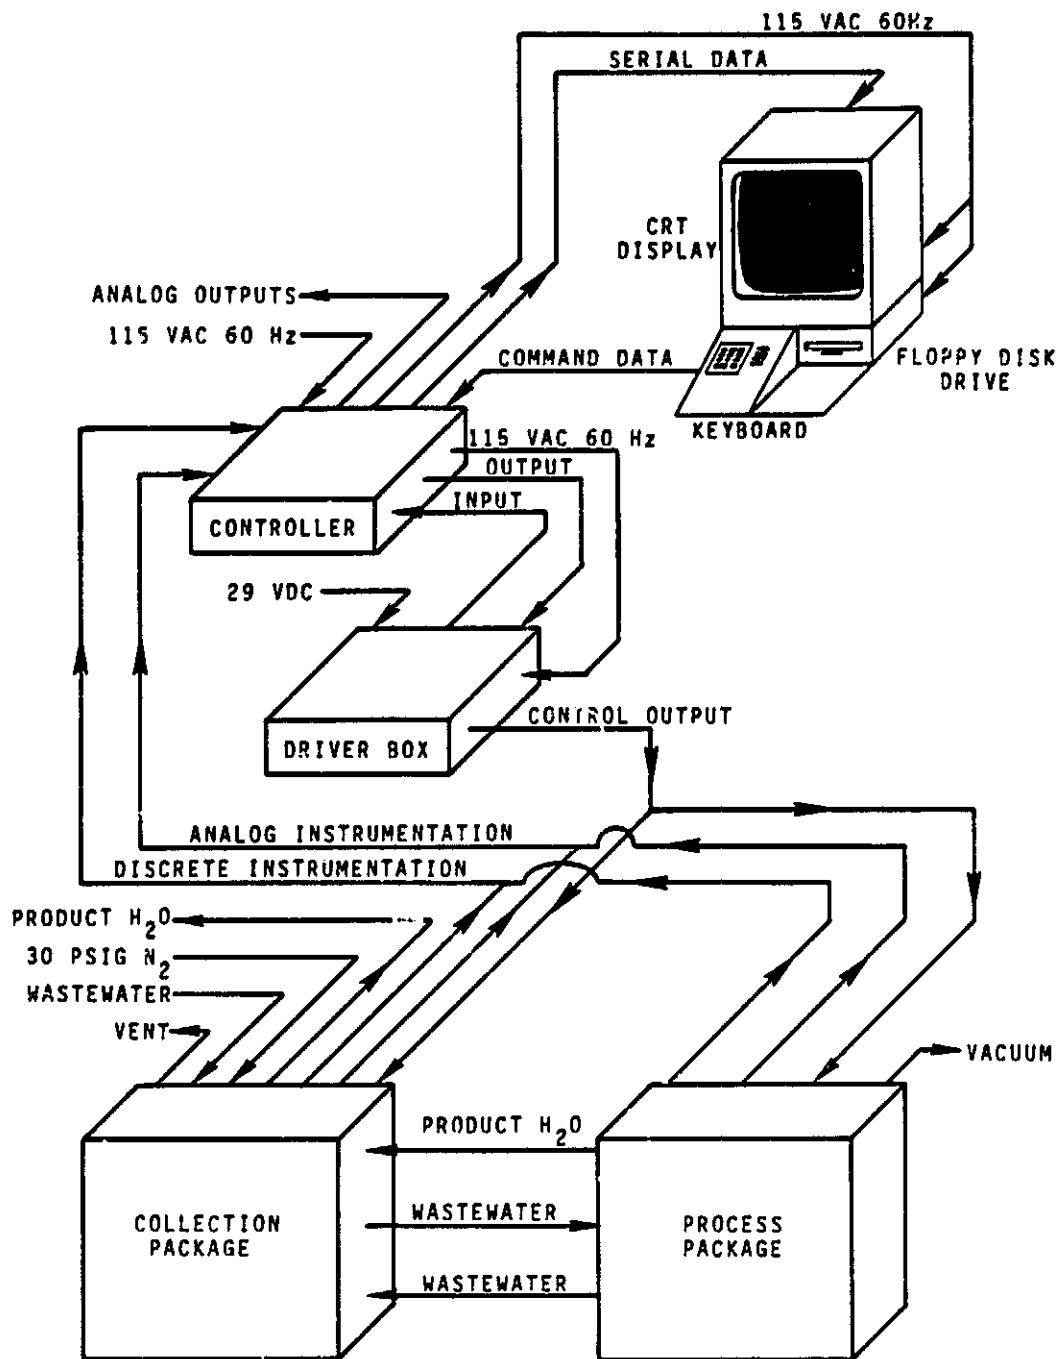 115 VAC 60Hz
SERIAL DATA
CRT
DISPLAY
ANALOG OUTPUTS
115 VAC 60 Hz
COMMAND DATA
FLOPPY DISK
DRIVE
KEYBOARD
115 VAC 60 Hz
OUTPUT
INPUT
CONTROLLER
29 VDC
CONTROL OUTPUT
DRIVER BOX
ANALOG INSTRUMENTATION
DISCRETE INSTRUMENTATION
PRODUCT H₂O
30 PSIG N₂
WASTEWATER
VENT
VACUUM
PRODUCT H₂O
WASTEWATER
COLLECTION
PACKAGE
PROCESS
PACKAGE
WASTEWATER